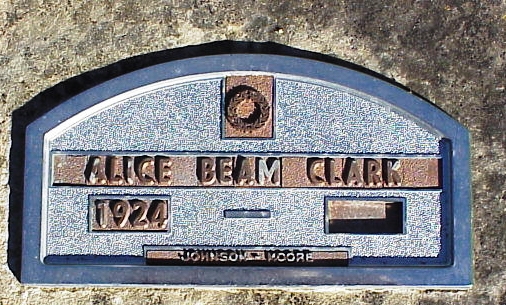 ALICE BEAM CLARK
1924 –
JOHNSON-MOORE